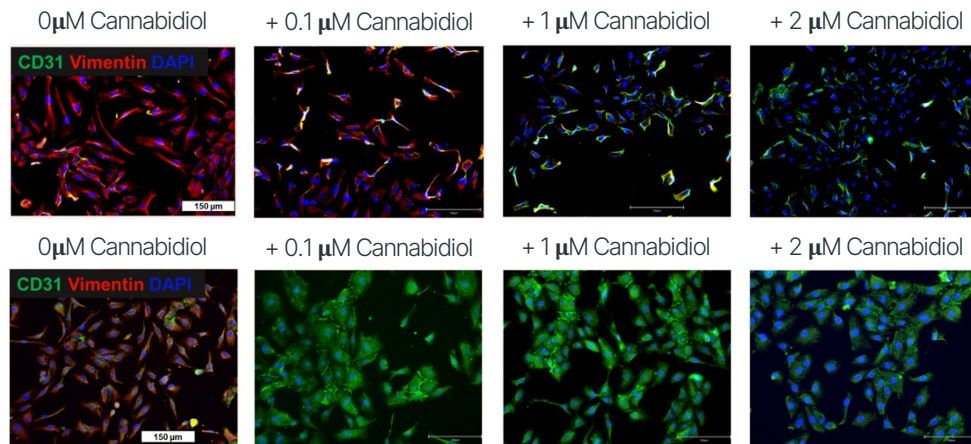 0μM Cannabidiol + 0.1 μM Cannabidiol + 1 μM Cannabidiol + 2 μM Cannabidiol
CD31 Vimentin DAPI
150 μm
0μM Cannabidiol + 0.1 μM Cannabidiol + 1 μM Cannabidiol + 2 μM Cannabidiol
CD31 Vimentin DAPI
150 μm